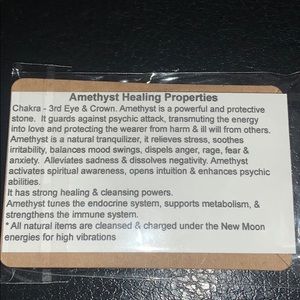 Amethyst Healing Properties
Chakra - 3rd Eye & Crown. Amethyst is a powerful and protective
stone. It guards against psychic attack, transmuting the energy
into love and protecting the wearer from harm & ill will from others.
Amethyst is a natural tranquilizer, it relieves stress, soothes
irritability, balances mood swings, dispels anger, rage, fear &
anxiety. Alleviates sadness & dissolves negativity. Amethyst
activates spiritual awareness, opens intuition & enhances psychic
abilities.
It has strong healing & cleansing powers.
Amethyst tunes the endocrine system, supports metabolism, &
strengthens the immune system.
* All natural items are cleansed & charged under the New Moon
energies for high vibrations